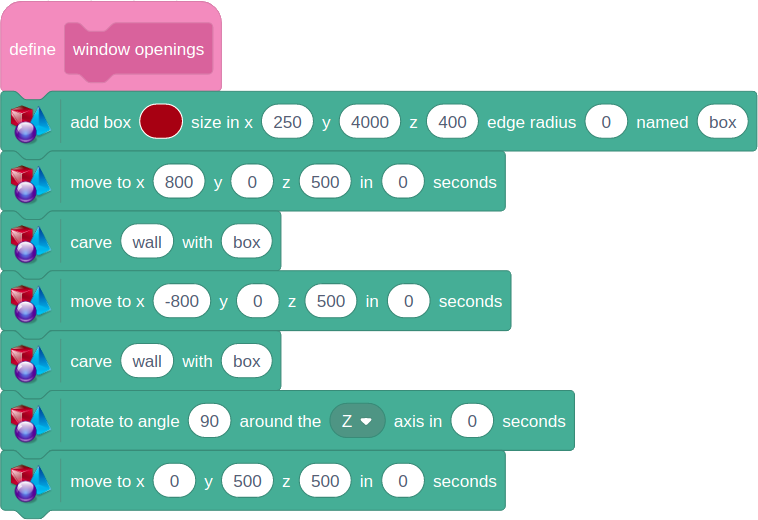 define window openings
add box size in x 250 y 4000 z 400 edge radius 0 named box
move to x 800 y 0 z 500 in 0 seconds
carve wall with box
move to x -800 y 0 z 500 in 0 seconds
carve wall with box
rotate to angle 90 around the Z axis in 0 seconds
move to x 0 y 500 z 500 in 0 seconds